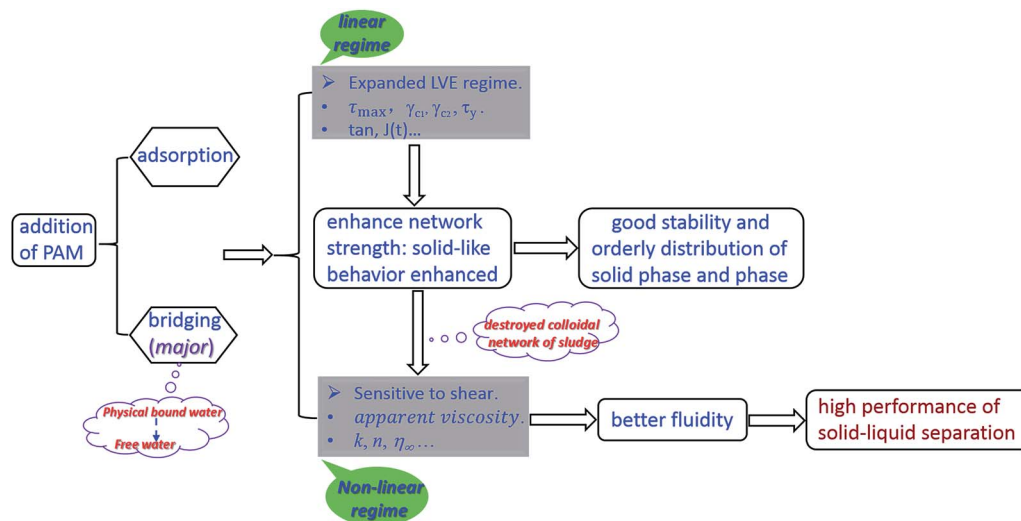 linear
regime
➢ Expanded LVE regime.
• τmax, γc1, γc2, τy.
• tan, J(t)...
adsorption
addition
of PAM
enhance network
strength: solid-like
behavior enhanced
good stability and
orderly distribution of
solid phase and phase
bridging
(major)
destroyed colloidal
network of sludge
Physical bound water
Free water
➢ Sensitive to shear.
• apparent viscosity.
• k, n, η∞ ...
better fluidity
high performance of
solid-liquid separation
Non-linear
regime